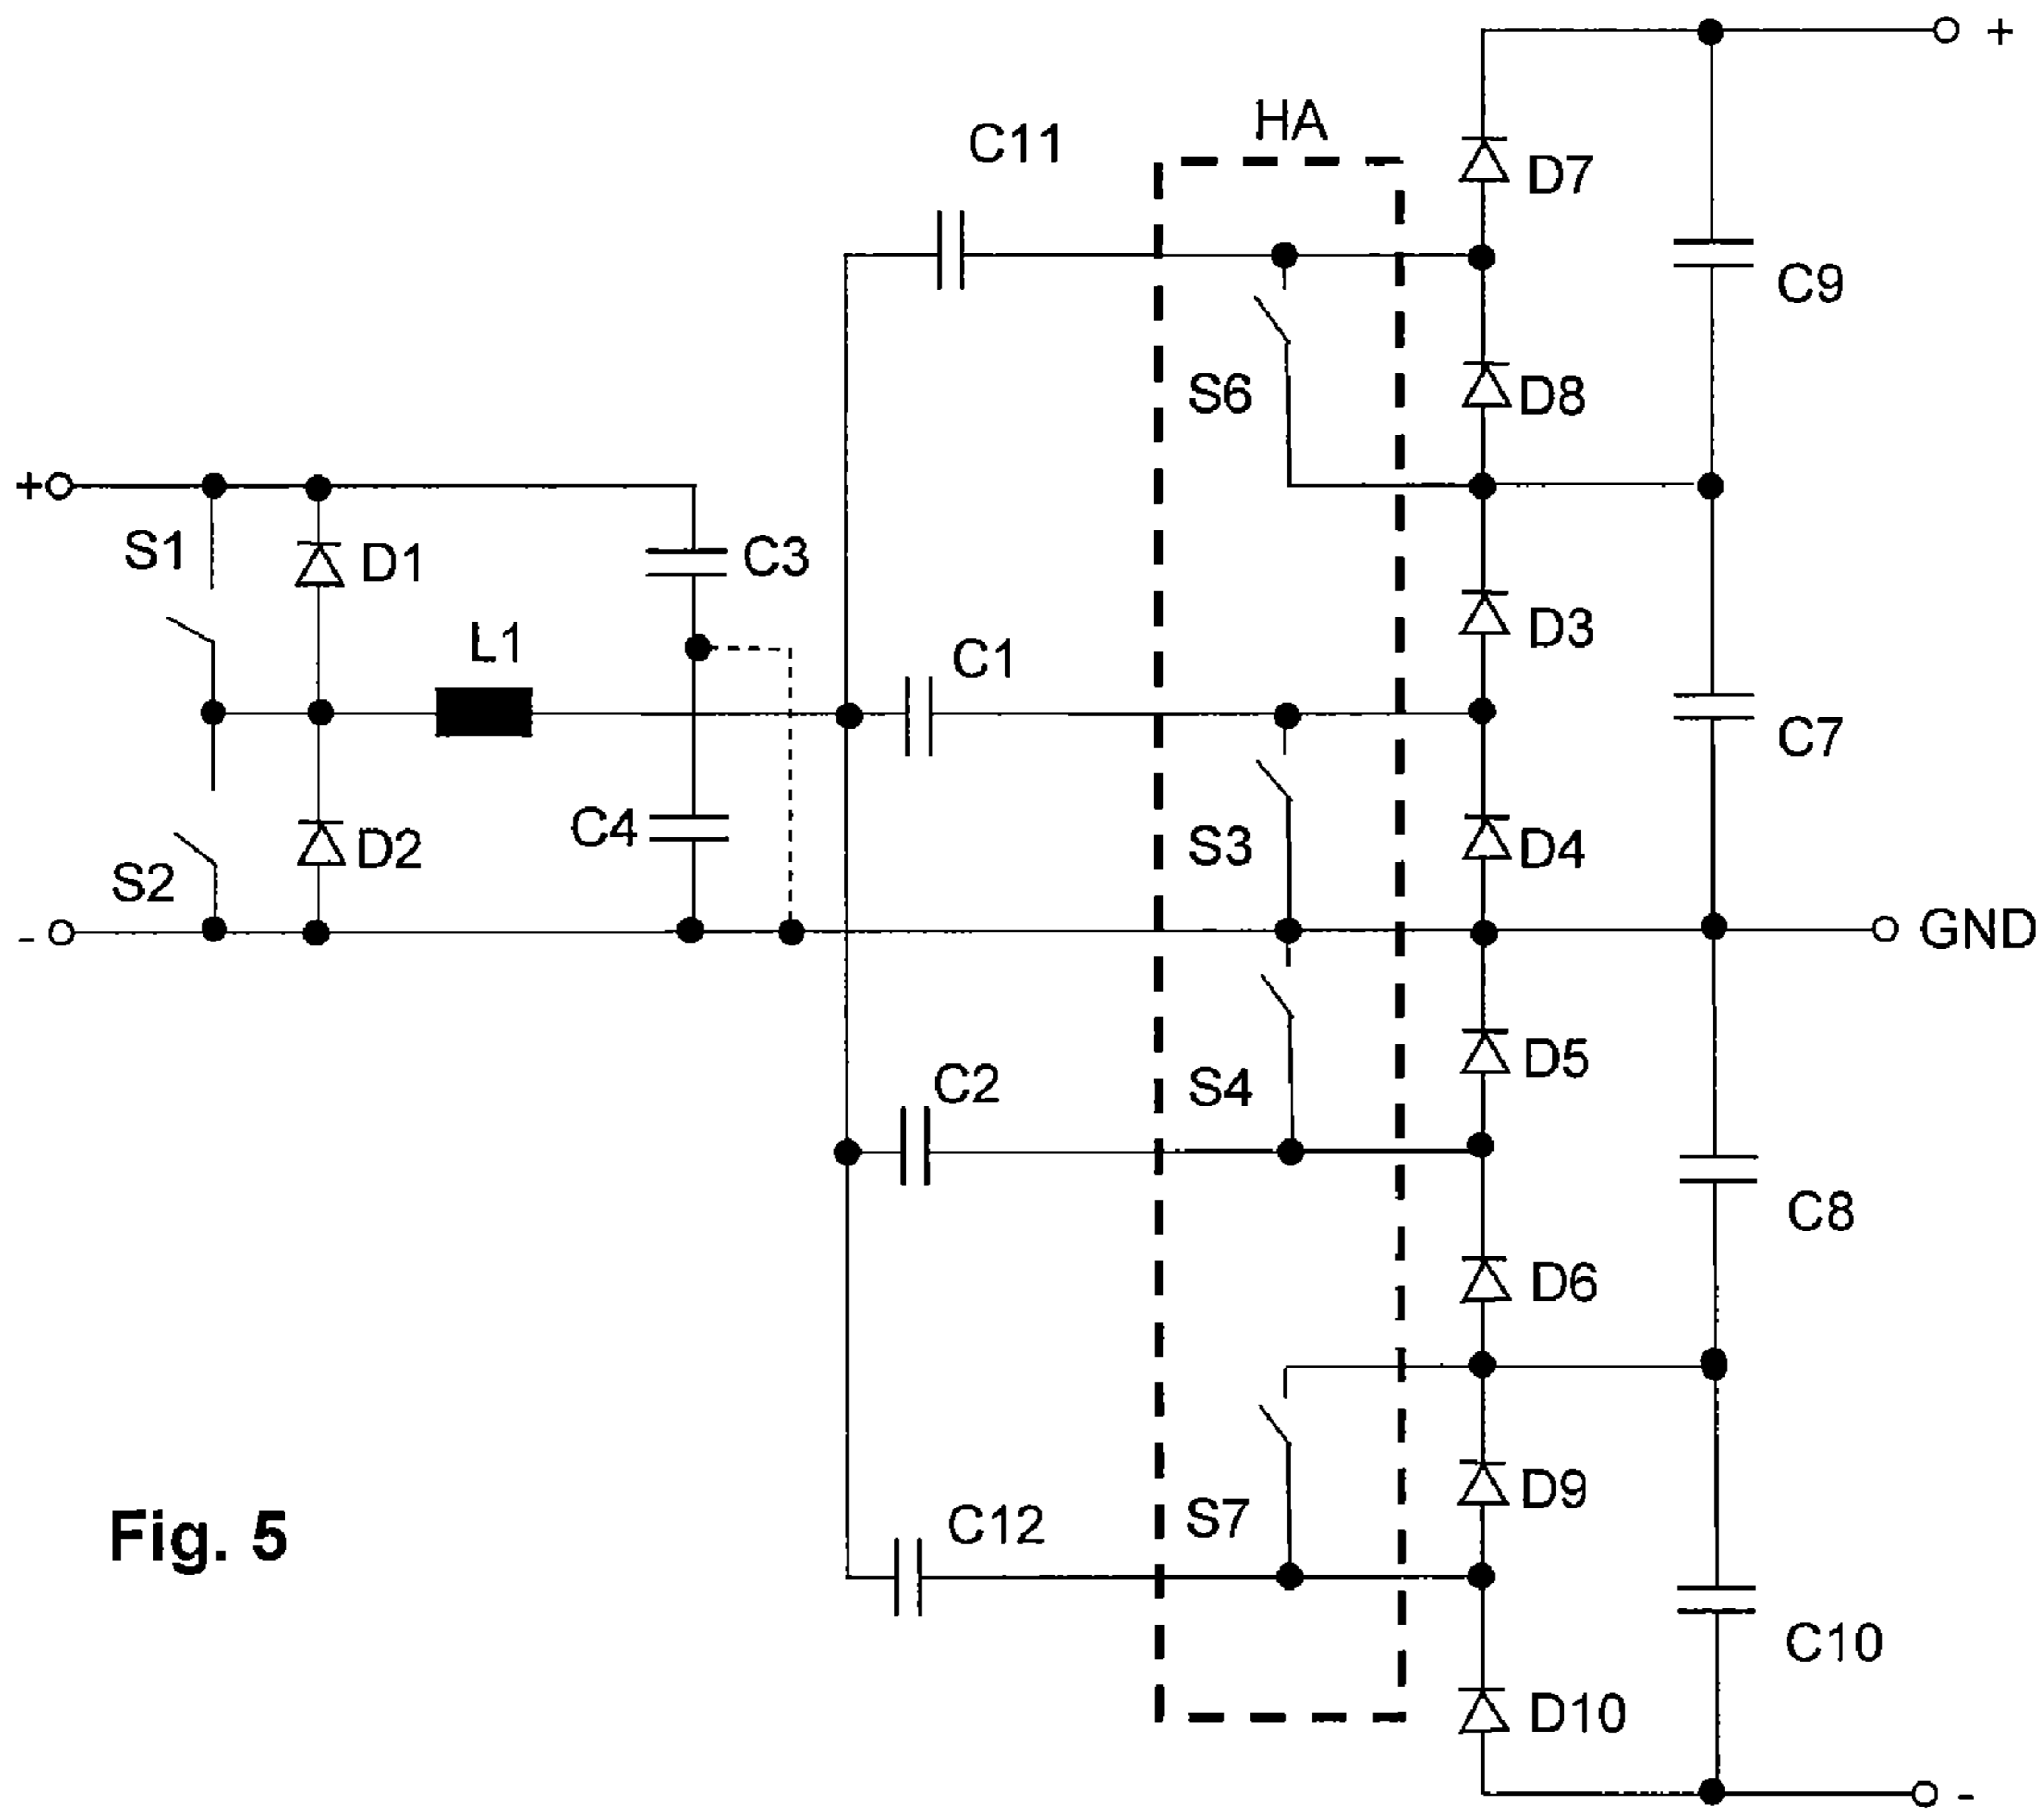 +
HA
C11
D7
C9
S6
D8
+
S1
D1
C3
L1
C1
D3
C7
C4
S3
D4
S2
D2
-
GND
C2
S4
D5
C8
D6
C12
S7
D9
Fig. 5
C10
D10
-